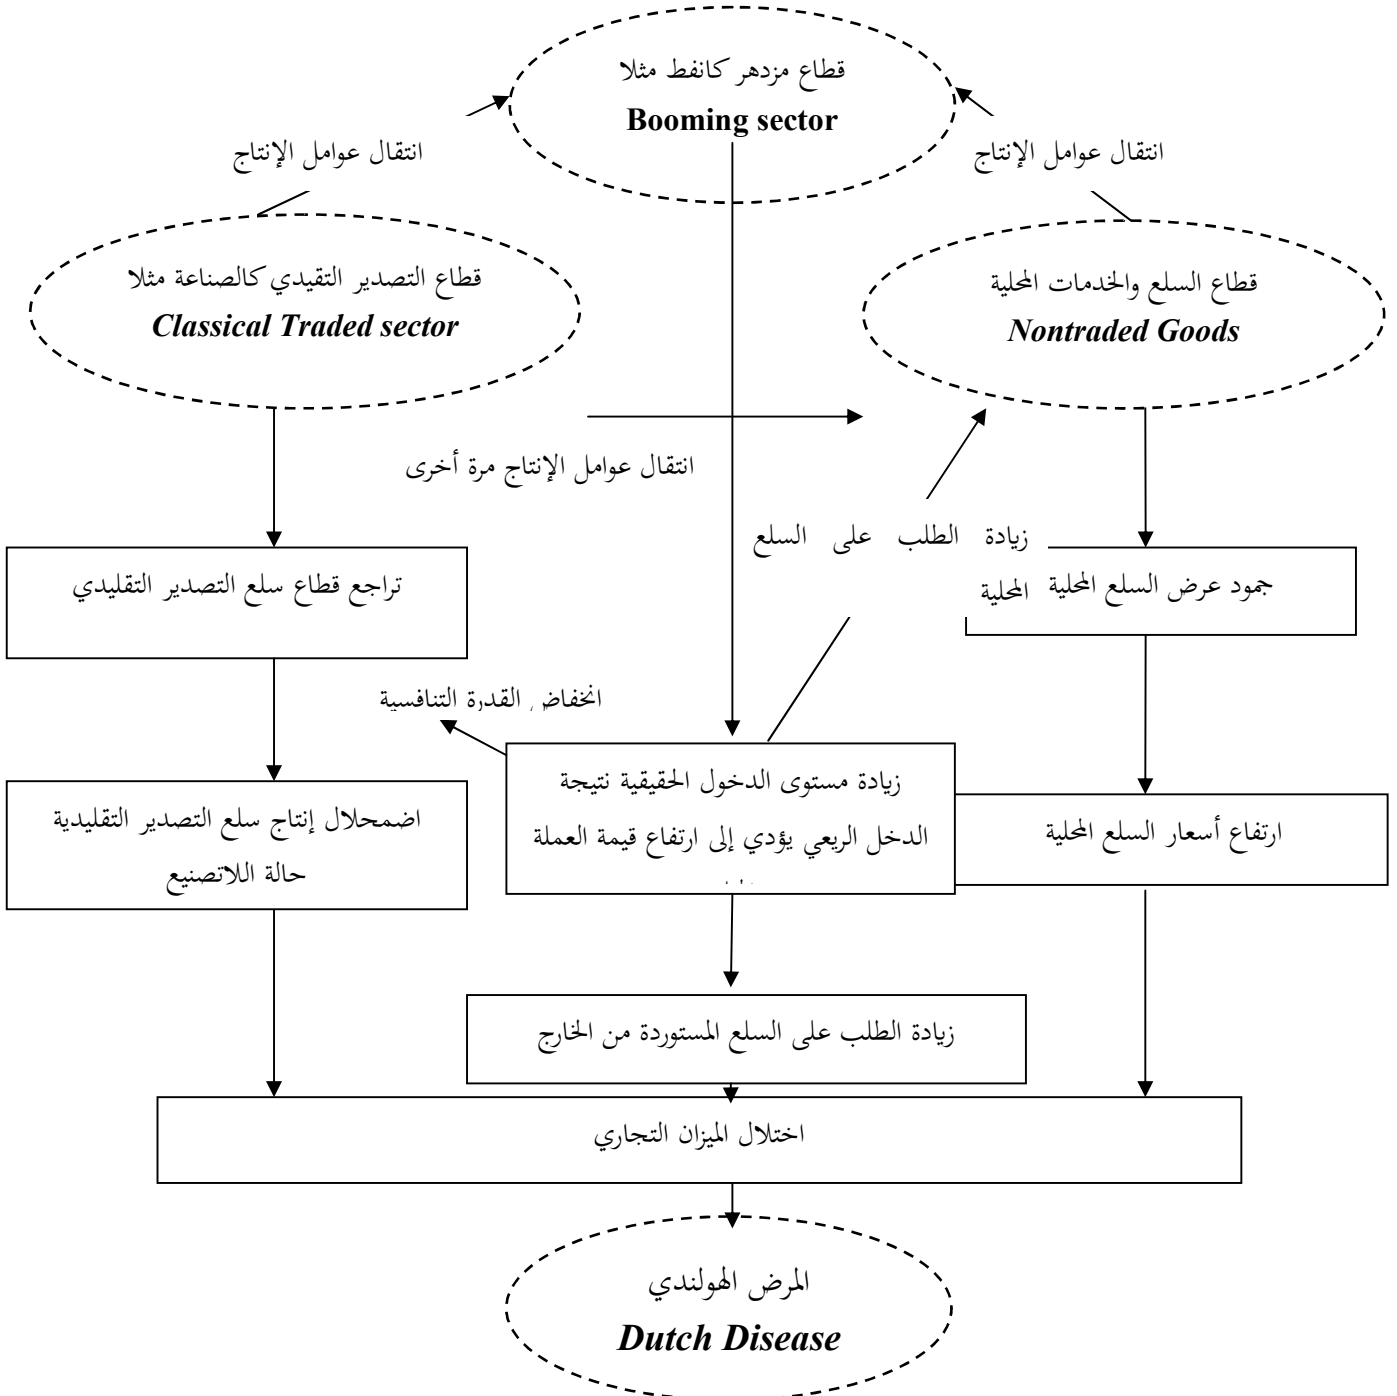 قطاع مزدهر كانفط مثلا
Booming sector
انتقال عوامل الإنتاج
انتقال عوامل الإنتاج
قطاع السلع والخدمات المحلية
Nontraded Goods
قطاع التصدير التقيدي كالصناعة مثلا
Classical Traded sector
انتقال عوامل الإنتاج مرة أخرى
زيادة الطلب على السلع
المحلية
جمود عرض السلع المحلية
تراجع قطاع سلع التصدير التقليدي
انخفاض القدرة التنافسية
زيادة مستوى الدخول الحقيقية نتيجة
الدخل الريعي يؤدي إلى ارتفاع قيمة العملة
ارتفاع أسعار السلع المحلية
اضمحلال إنتاج سلع التصدير التقليدية
حالة اللاتصنيع
زيادة الطلب على السلع المستوردة من الخارج
اختلال الميزان التجاري
المرض الهولندي
Dutch Disease